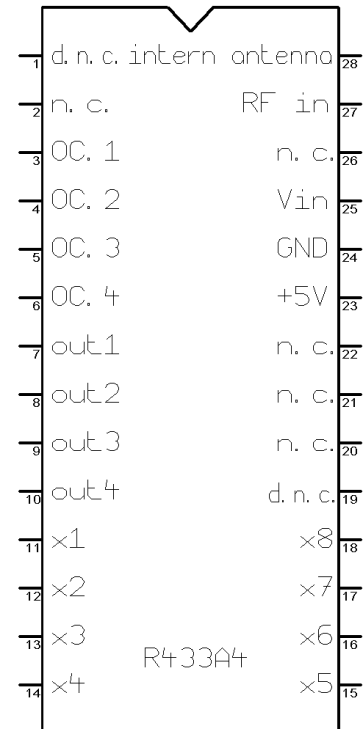 1 d.n.c. intern antenna 28
2 n.c. RF in 27
3 OC.1 n.c. 26
4 OC.2 Vin 25
5 OC.3 GND 24
6 OC.4 +5V 23
7 out1 n.c. 22
8 out2 n.c. 21
9 out3 n.c. 20
10 out4 d.n.c. 19
11 x1 x8 18
12 x2 x7 17
13 x3 x6 16
R433A4
14 x4 x5 15